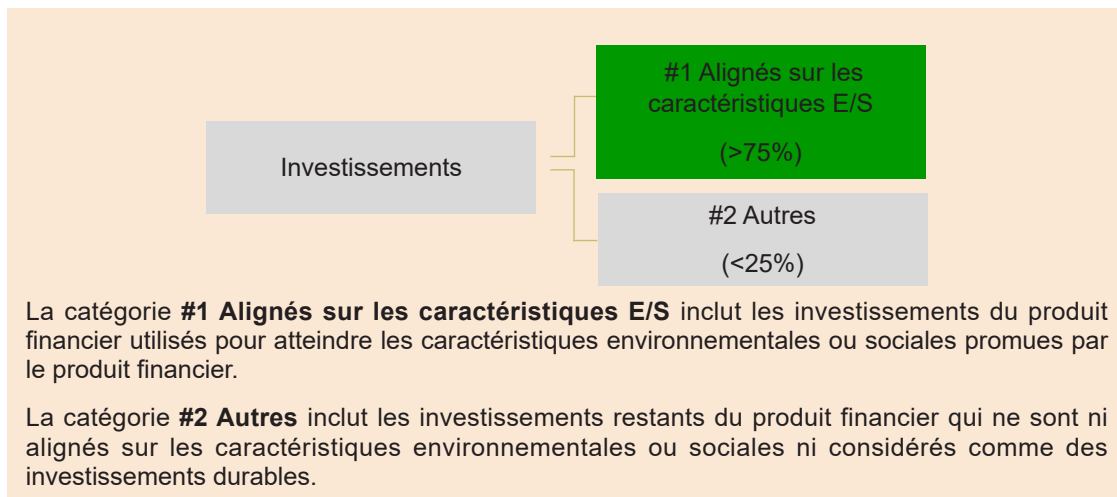 #1 Alignés sur les
caractéristiques E/S
(>75%)
Investissements
#2 Autres
(<25%)
La catégorie #1 Alignés sur les caractéristiques E/S inclut les investissements du produit
financier utilisés pour atteindre les caractéristiques environnementales ou sociales promues par
le produit financier.
La catégorie #2 Autres inclut les investissements restants du produit financier qui ne sont ni
alignés sur les caractéristiques environnementales ou sociales ni considérés comme des
investissements durables.